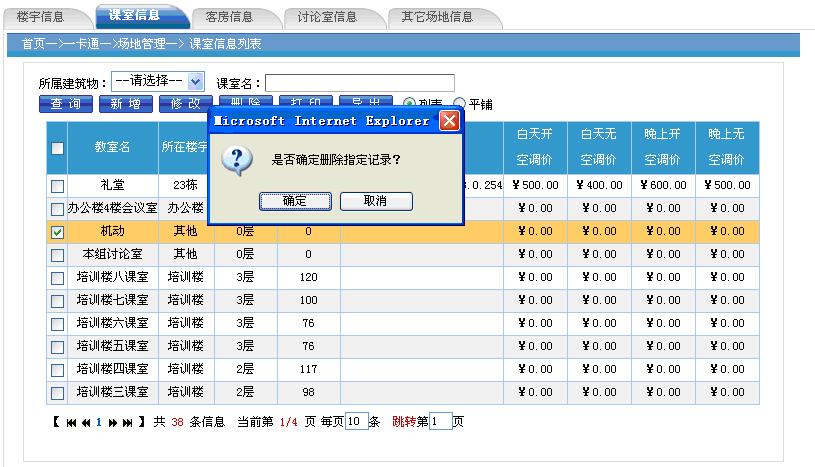 楼宇信息 课室信息 客房信息 讨论室信息 其它场地信息
首页—>一卡通—>场地管理—> 课室信息列表
所属建筑物： --请选择-- 课室名：
查 询 新 增 修 改 删 除 打 印 导 出 列表 平铺
Microsoft Internet Explorer
是否确定删除指定记录？
确定 取消
教室名 所在楼宇 白天开空调价 白天无空调价 晚上开空调价 晚上无空调价
礼堂 23栋 3.0.254 ￥500.00 ￥400.00 ￥600.00 ￥500.00
办公楼4楼会议室 办公楼 ￥0.00 ￥0.00 ￥0.00 ￥0.00
机动 其他 0层 0 ￥0.00 ￥0.00 ￥0.00 ￥0.00
本组讨论室 其他 0层 0 ￥0.00 ￥0.00 ￥0.00 ￥0.00
培训楼八课室 培训楼 3层 120 ￥0.00 ￥0.00 ￥0.00 ￥0.00
培训楼七课室 培训楼 3层 100 ￥0.00 ￥0.00 ￥0.00 ￥0.00
培训楼六课室 培训楼 3层 76 ￥0.00 ￥0.00 ￥0.00 ￥0.00
培训楼五课室 培训楼 3层 76 ￥0.00 ￥0.00 ￥0.00 ￥0.00
培训楼四课室 培训楼 2层 117 ￥0.00 ￥0.00 ￥0.00 ￥0.00
培训楼三课室 培训楼 2层 98 ￥0.00 ￥0.00 ￥0.00 ￥0.00
【 1 】 共 38 条信息 当前第 1/4 页 每页10条 跳转第1页